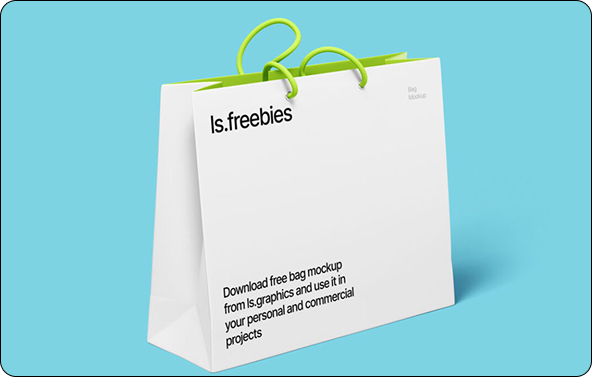 ls.freebies
Bag
Mockup
Download free bag mockup
from ls.graphics and use it in
your personal and commercial
projects